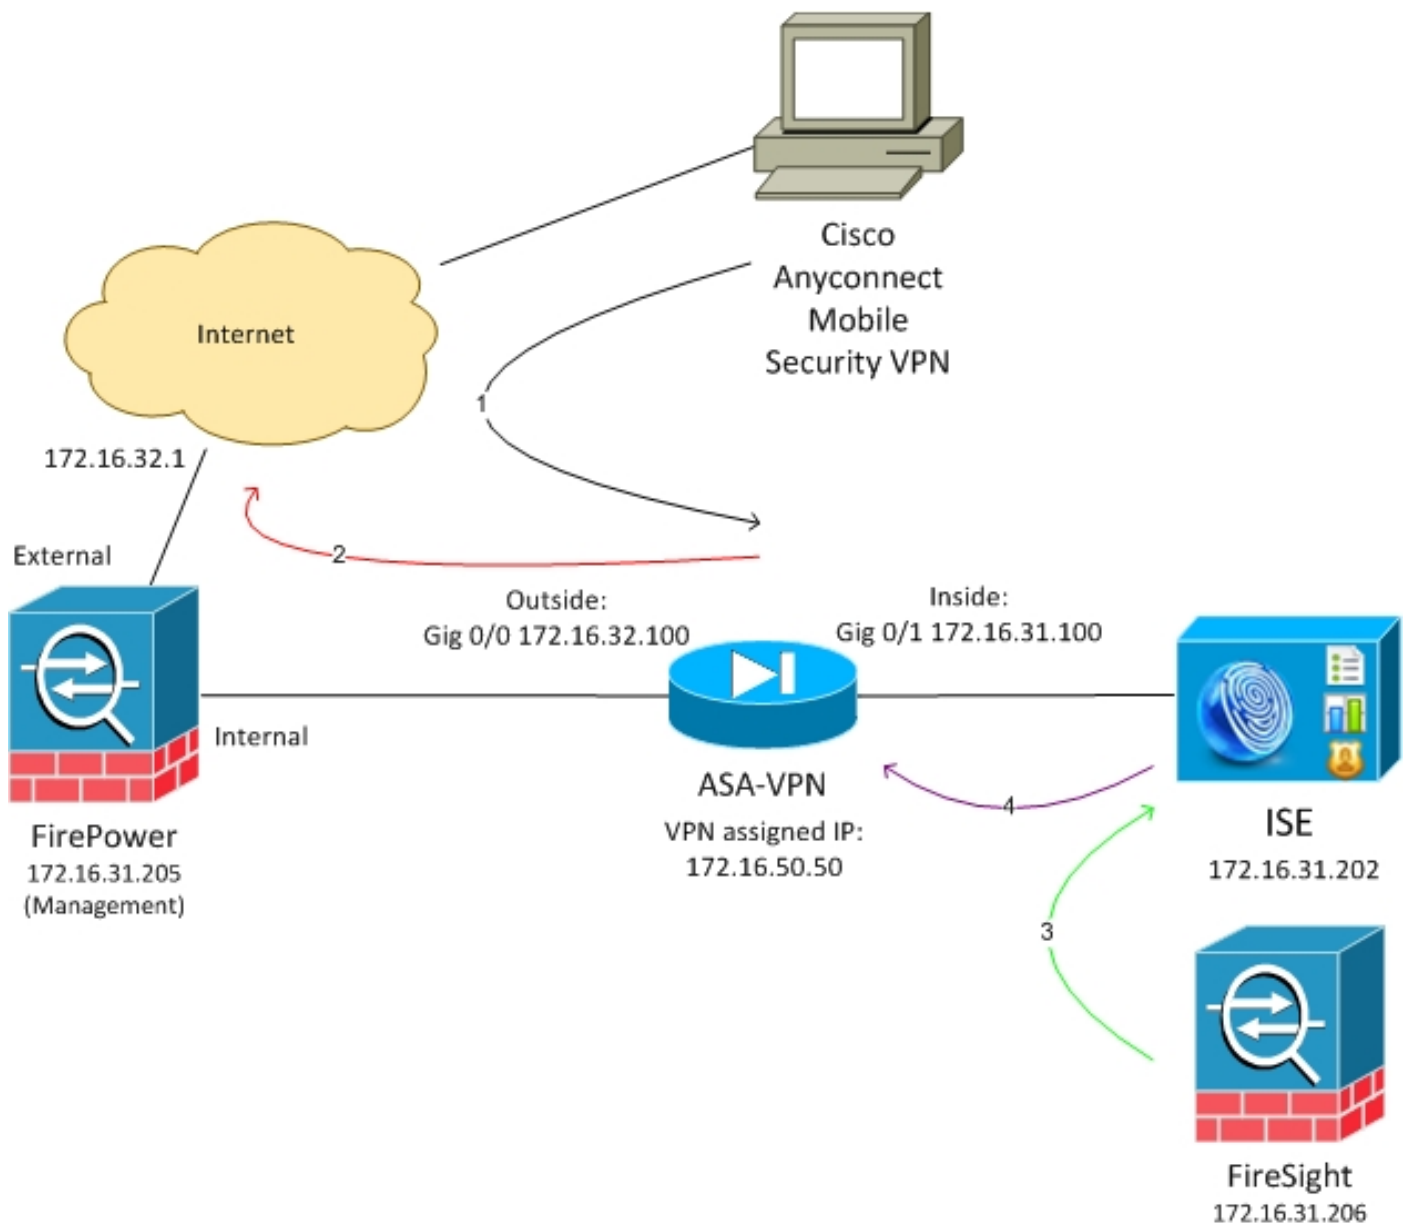 Cisco
Anyconnect
Mobile
Security VPN
Internet
1
172.16.32.1
2
External
Outside:
Gig 0/0 172.16.32.100
Inside:
Gig 0/1 172.16.31.100
Internal
ASA-VPN
VPN assigned IP:
172.16.50.50
4
FirePower
172.16.31.205
(Management)
ISE
172.16.31.202
3
FireSight
172.16.31.206